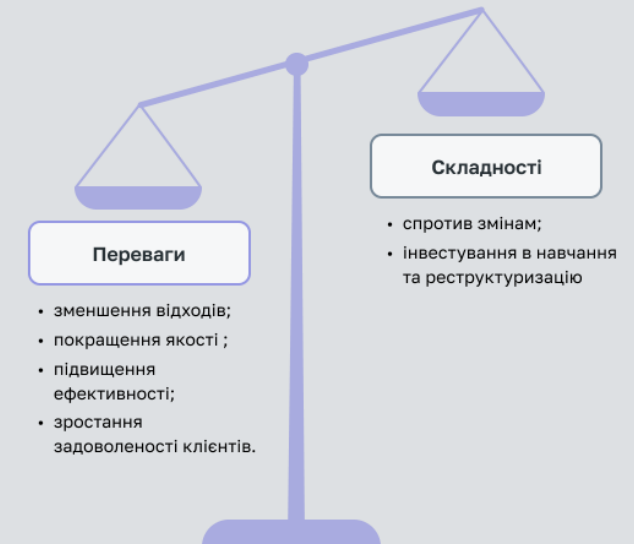 Переваги
• зменшення відходів;
• покращення якості ;
• підвищення
ефективності;
• зростання
задоволеності клієнтів.
Складності
• спротив змінам;
• інвестування в навчання
та реструктуризацію